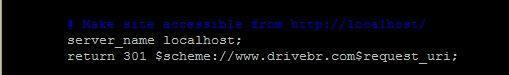 # Make site accessible from http://localhost/
server_name localhost;
return 301 $scheme://www.drivebr.com$request_uri;